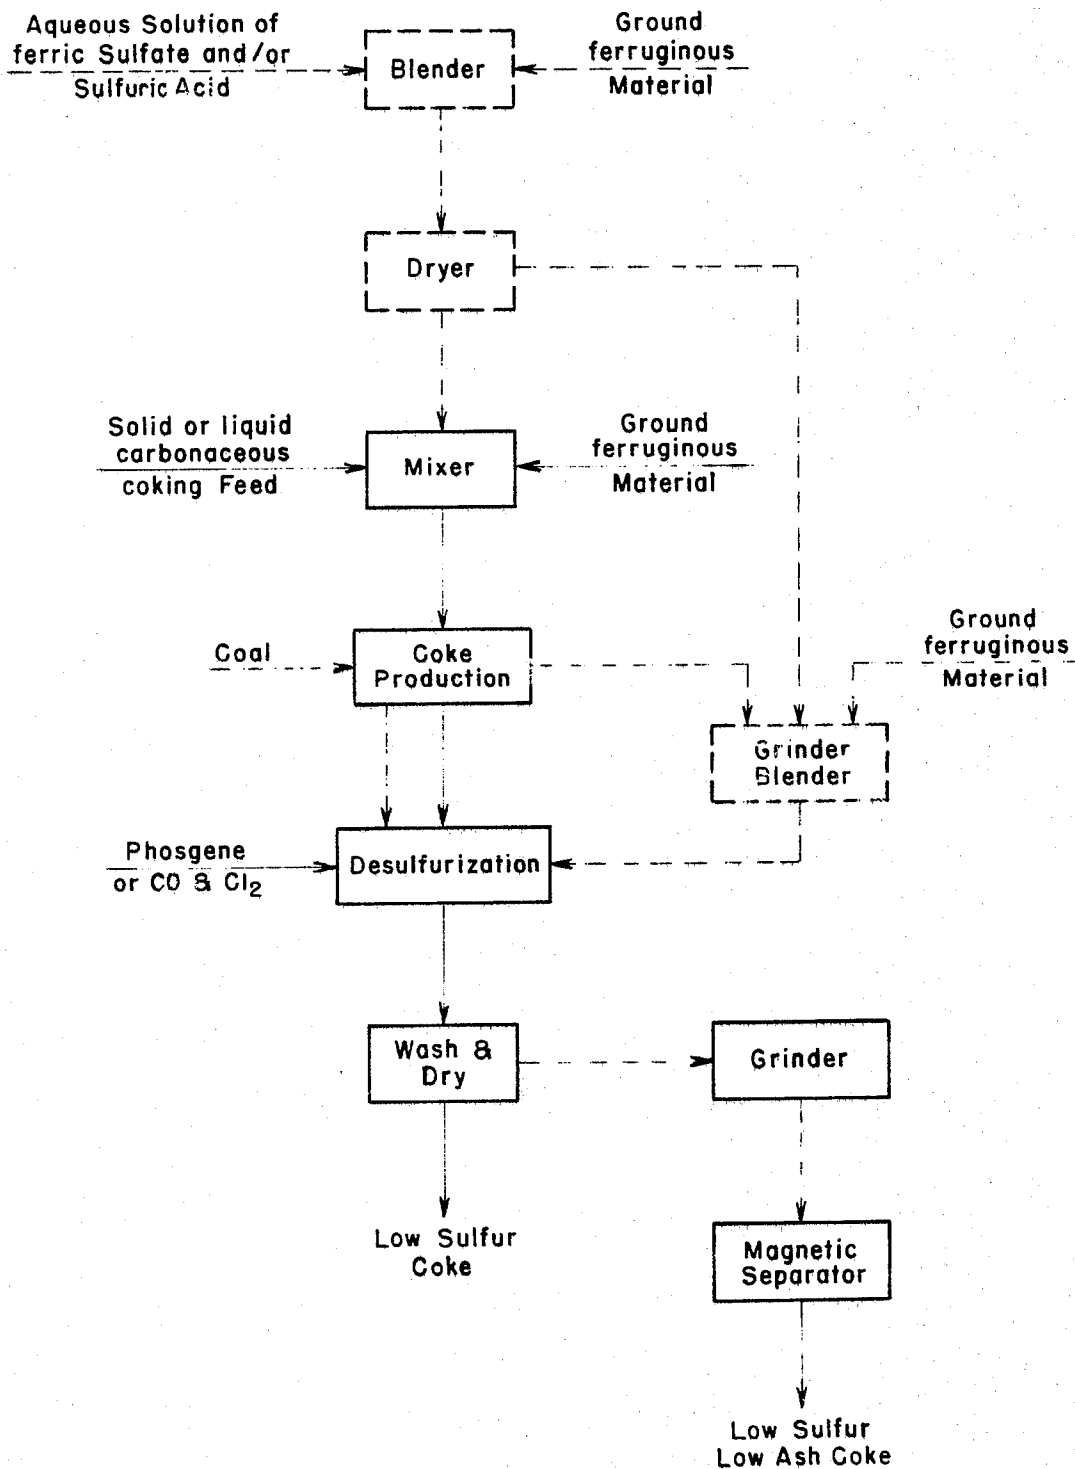 Aqueous Solution of
ferric Sulfate and/or
Sulfuric Acid
Blender
Ground
ferruginous
Material
Dryer
Solid or liquid
carbonaceous
coking Feed
Mixer
Ground
ferruginous
Material
Coal
Coke
Production
Ground
ferruginous
Material
Grinder
Blender
Phosgene
or CO & Cl2
Desulfurization
Wash &
Dry
Grinder
Low Sulfur
Coke
Magnetic
Separator
Low Sulfur
Low Ash Coke